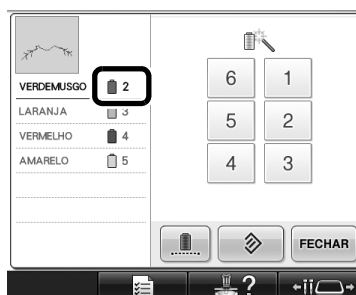 VERDEMUSGO 2
LARANJA 3
VERMELHO 4
AMARELO 5
6 1
5 2
4 3
FECHAR
?